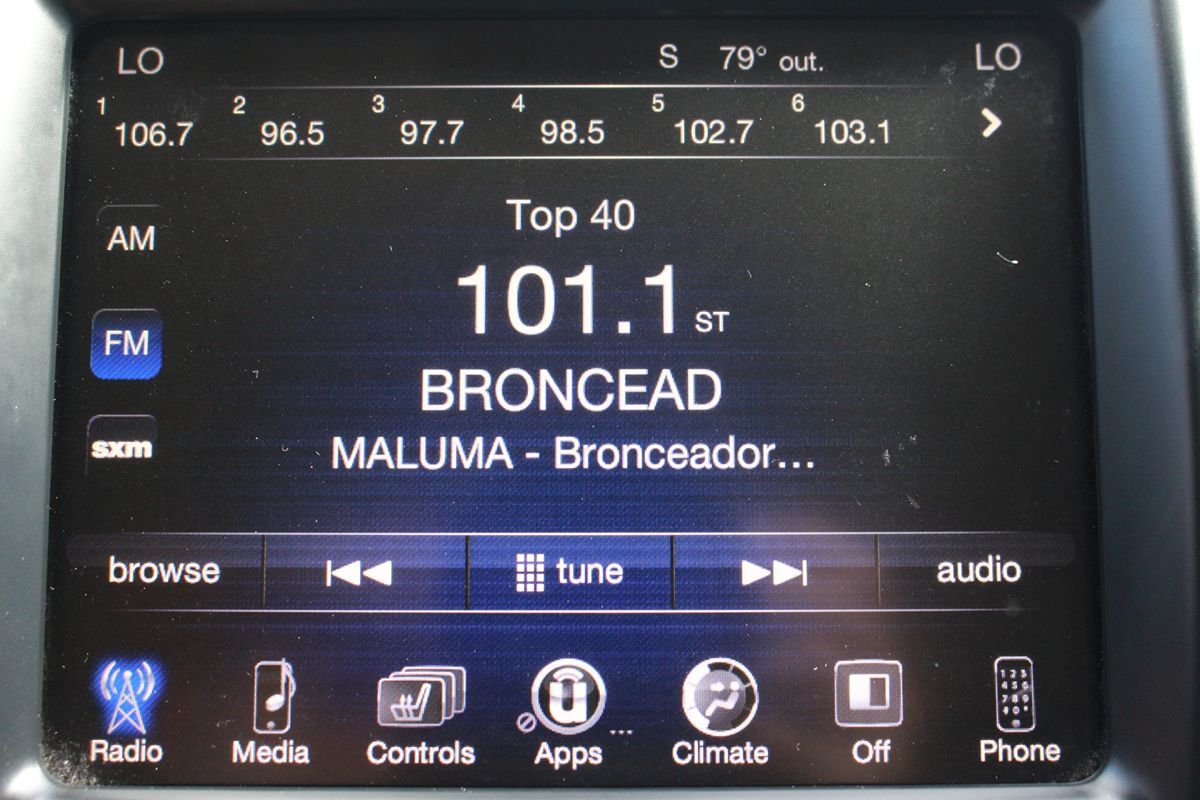 LO S 79° out. LO
1 106.7 2 96.5 3 97.7 4 98.5 5 102.7 6 103.1
Top 40
AM
101.1 ST
FM
BRONCEAD
MALUMA - Bronceador...
sxm
browse tune audio
Radio Media Controls Apps ... Climate Off Phone